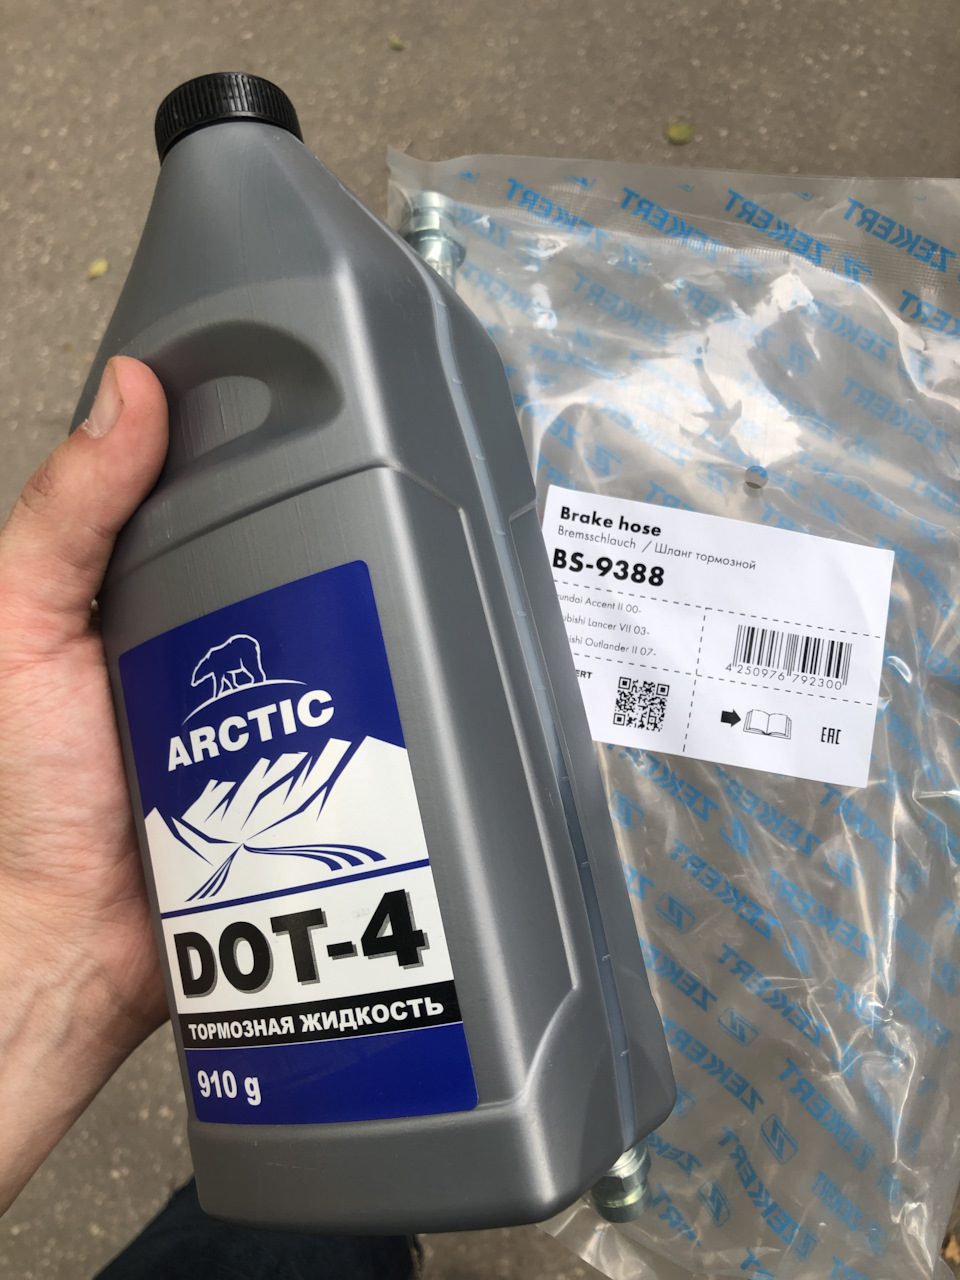 ARCTIC
DOT-4
ТОРМОЗНАЯ ЖИДКОСТЬ
910 g
ZEKKERT
Brake hose
Bremsschlauch / Шланг тормозной
BS-9388
Accent II 00-
Lancer VII 03-
Outlander II 07-
4 250976 792300
EAC